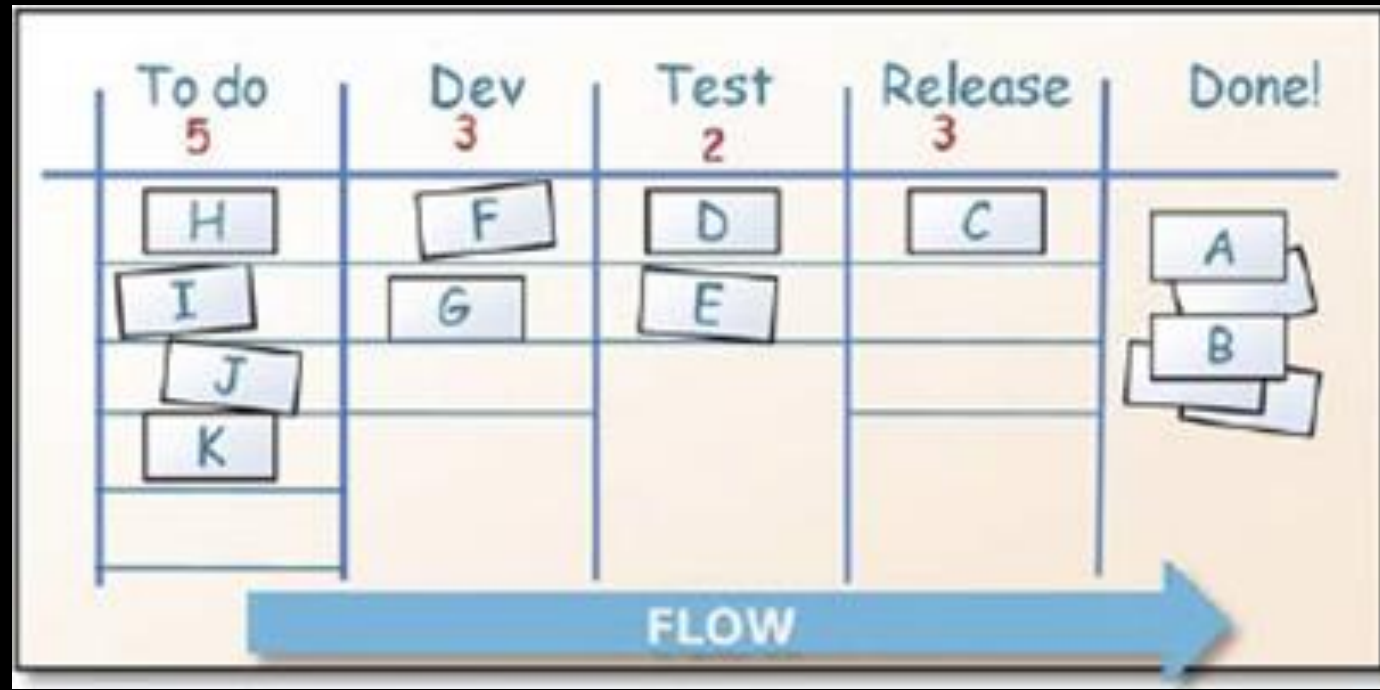 To do Dev Test Release Done!
5 3 2 3
H F D C A
I G E
J B
K
FLOW